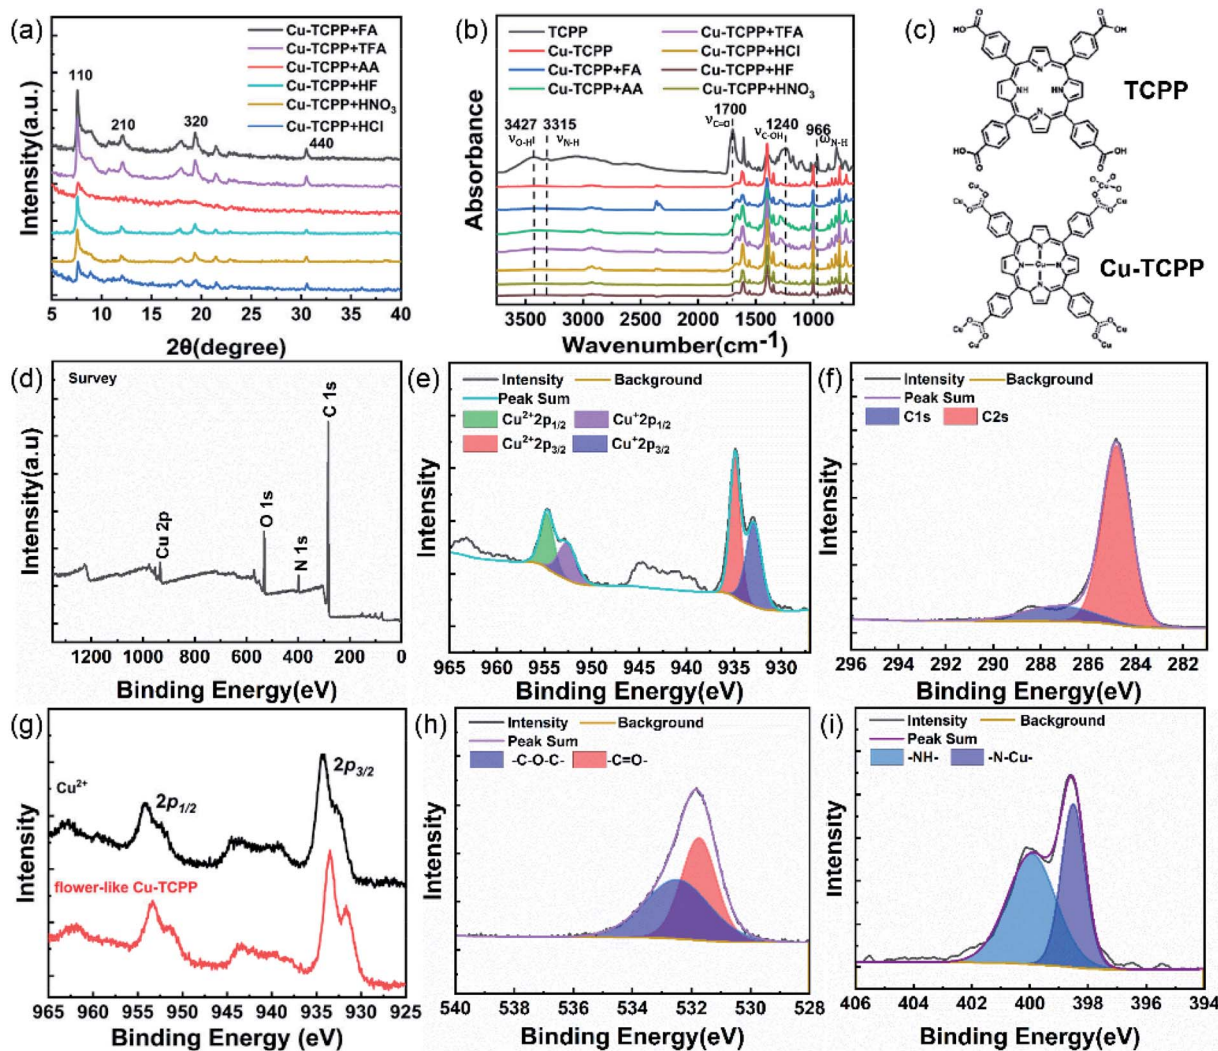 (a)
Cu-TCPP+FA
Cu-TCPP+TFA
Cu-TCPP+AA
Cu-TCPP+HF
Cu-TCPP+HNO3
Cu-TCPP+HCl
110
210
320
440
Intensity(a.u.)
5 10 15 20 25 30 35 40
2θ(degree)
(b)
TCPP
Cu-TCPP
Cu-TCPP+FA
Cu-TCPP+AA
Cu-TCPP+TFA
Cu-TCPP+HCl
Cu-TCPP+HF
Cu-TCPP+HNO3
3427 3315
νO-H νN-H
1700
νC=O
1240
νC-OH
966
ωN-H
Absorbance
3750 3000 2500 1750 1000
Wavenumber(cm-1)
(c)
TCPP
Cu-TCPP
(d)
Survey
C 1s
O 1s
N 1s
Cu 2p
Intensity(a.u)
1200 1000 800 600 400 200 0
Binding Energy(eV)
(e)
Intensity Background
Peak Sum
Cu2+2p1/2 Cu+2p1/2
Cu2+2p3/2 Cu+2p3/2
Intensity
965 960 955 950 945 940 935 930
Binding Energy(eV)
(f)
Intensity Background
Peak Sum
C1s C2s
Intensity
296 294 292 290 288 286 284 282
Binding Energy(eV)
(g)
Cu2+
2p1/2
2p3/2
flower-like Cu-TCPP
Intensity
965 960 955 950 945 940 935 930 925
Binding Energy (eV)
(h)
Intensity Background
Peak Sum
-C-O-C- -C=O-
Intensity
540 538 536 534 532 530 528
Binding Energy(eV)
(i)
Intensity Background
Peak Sum
-NH- -N-Cu-
Intensity
406 404 402 400 398 396 394
Binding Energy(eV)